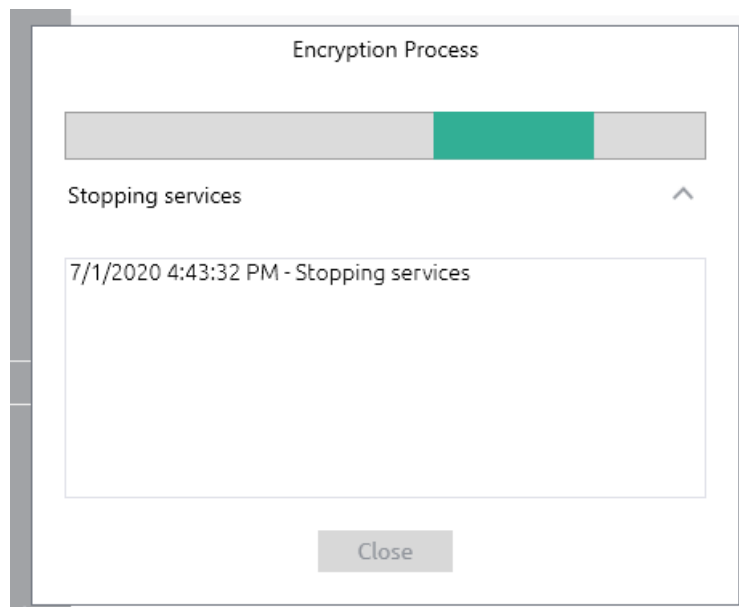 Encryption Process
Stopping services
7/1/2020 4:43:32 PM - Stopping services
Close